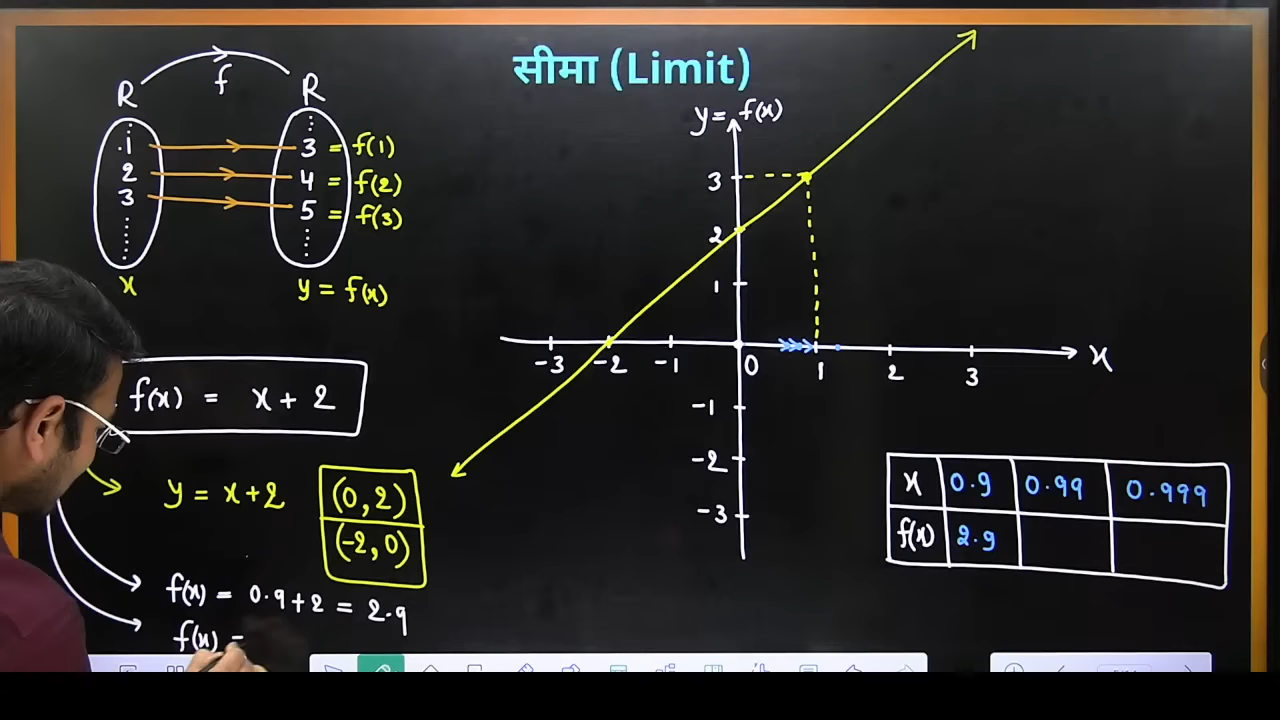 सीमा (Limit)
f
R R
1 3 = f(1)
2 4 = f(2)
3 5 = f(3)
x y = f(x)
f(x) = x + 2
y = x+2 (0, 2)
(-2, 0)
f(x) = 0.9+2 = 2.9
f(x) =
y= f(x)
3
2
1
-3 -2 -1 0 1 2 3 x
-1
-2
-3
x 0.9 0.99 0.999
f(x) 2.9